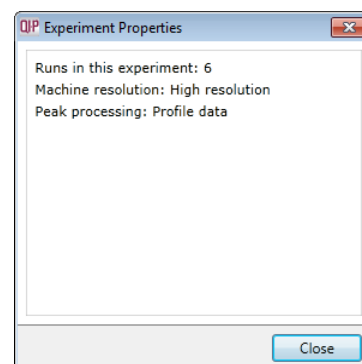 QIP Experiment Properties
Runs in this experiment: 6
Machine resolution: High resolution
Peak processing: Profile data
Close